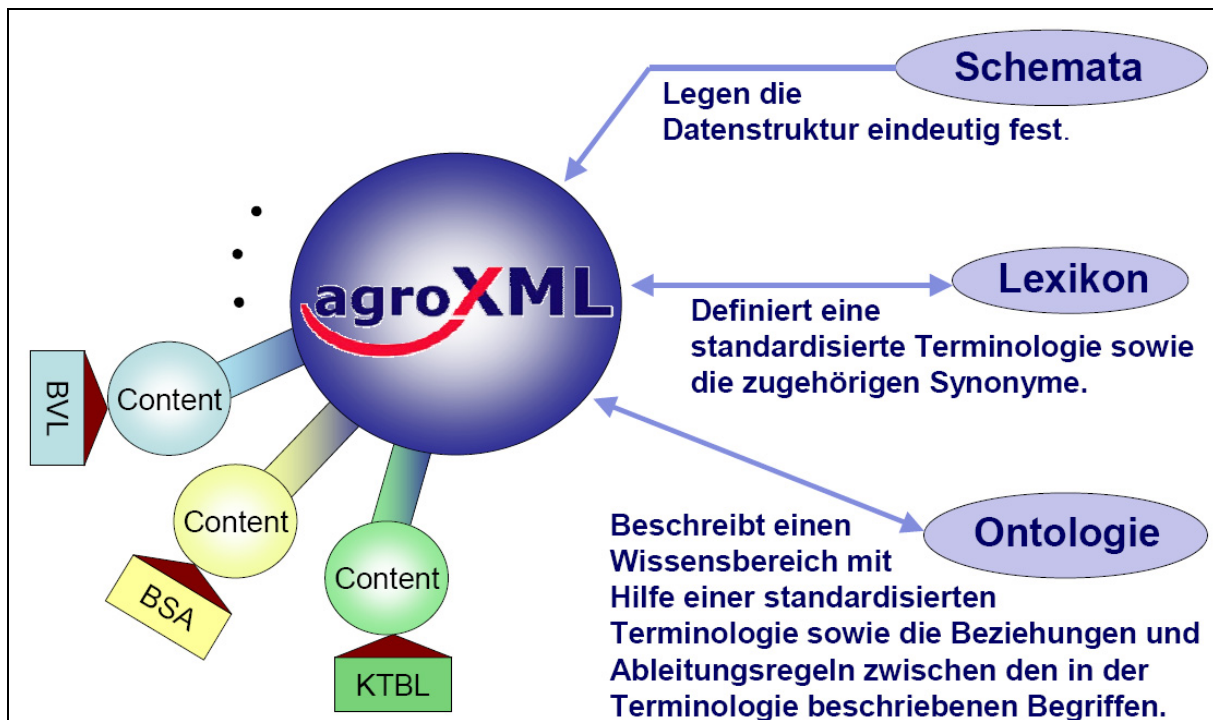 Schemata
Legen die
Datenstruktur eindeutig fest.
agroXML
Lexikon
Definiert eine
standardisierte Terminologie sowie
die zugehörigen Synonyme.
Ontologie
Beschreibt einen
Wissensbereich mit
Hilfe einer standardisierten
Terminologie sowie die Beziehungen und
Ableitungsregeln zwischen den in der
Terminologie beschriebenen Begriffen.
BVL
Content
BSA
Content
KTBL
Content